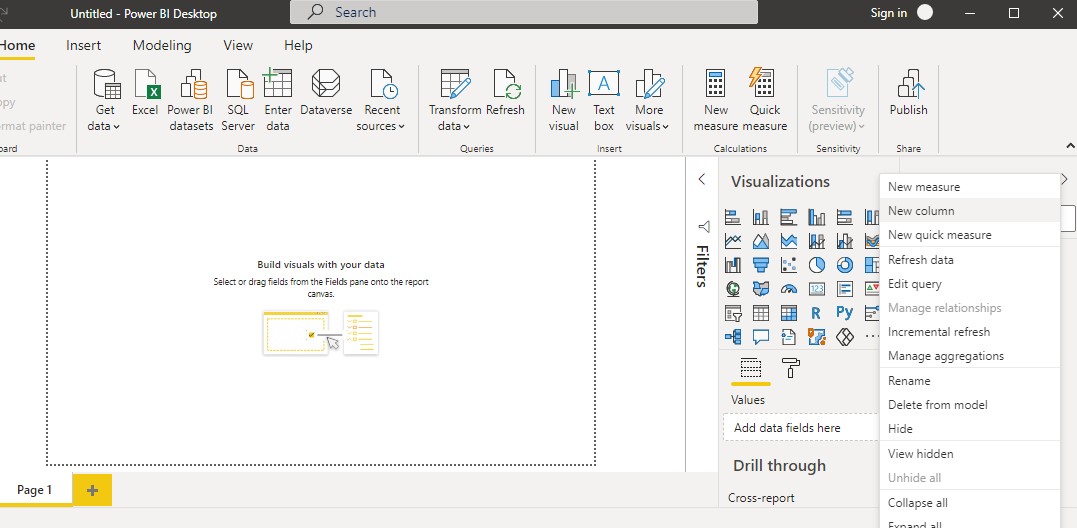 Untitled - Power BI Desktop
Search
Sign in
Home
Insert
Modeling
View
Help
ormat painter
Get data
Excel
Power BI datasets
SQL Server
Enter data
Dataverse
Recent sources
Data
Transform data
Refresh
Queries
New visual
A
Text box
More visuals
Insert
New measure
Quick measure
Calculations
Sensitivity (preview)
Sensitivity
Publish
Share
Build visuals with your data
Select or drag fields from the Fields pane onto the report
canvas.
Filters
Visualizations
123
R
Py
Values
Add data fields here
Drill through
Cross-report
New measure
New column
New quick measure
Refresh data
Edit query
Manage relationships
Incremental refresh
Manage aggregations
Rename
Delete from model
Hide
View hidden
Unhide all
Collapse all
Expand all
Page 1